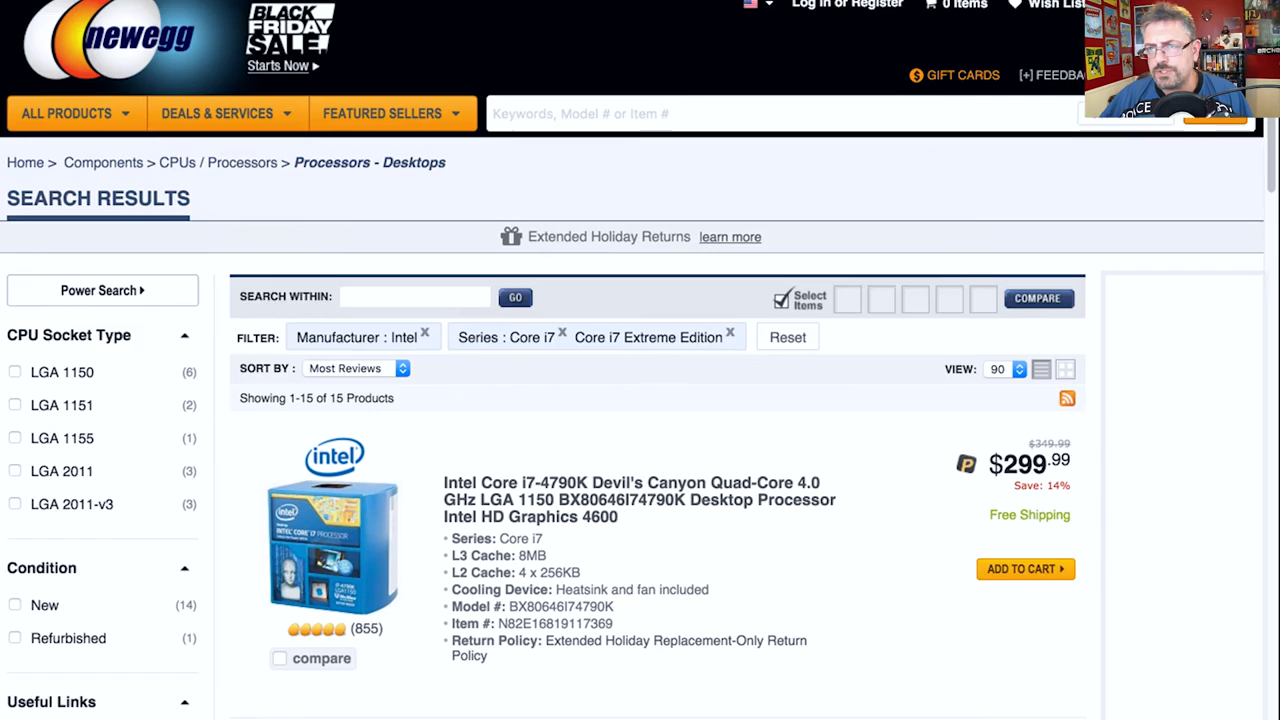 newegg
BLACK
FRIDAY
SALE
Starts Now
Log in or Register
0 Items
Wish List
GIFT CARDS
[+] FEEDBA
ALL PRODUCTS
DEALS & SERVICES
FEATURED SELLERS
Keywords, Model # or Item #
Home > Components > CPUs / Processors > Processors - Desktops
SEARCH RESULTS
Extended Holiday Returns learn more
Power Search
CPU Socket Type
LGA 1150 (6)
LGA 1151 (2)
LGA 1155 (1)
LGA 2011 (3)
LGA 2011-v3 (3)
Condition
New (14)
Refurbished (1)
Useful Links
SEARCH WITHIN: GO
Select
Items
COMPARE
FILTER: Manufacturer : Intel x Series : Core i7 x Core i7 Extreme Edition x Reset
SORT BY : Most Reviews
VIEW: 90
Showing 1-15 of 15 Products
intel
intel
INTEL CORE i7 PROCESSOR
(855)
compare
Intel Core i7-4790K Devil's Canyon Quad-Core 4.0
GHz LGA 1150 BX80646I74790K Desktop Processor
Intel HD Graphics 4600
• Series: Core i7
• L3 Cache: 8MB
• L2 Cache: 4 x 256KB
• Cooling Device: Heatsink and fan included
• Model #: BX80646I74790K
• Item #: N82E16819117369
• Return Policy: Extended Holiday Replacement-Only Return
Policy
$349.99
P $299.99
Save: 14%
Free Shipping
ADD TO CART